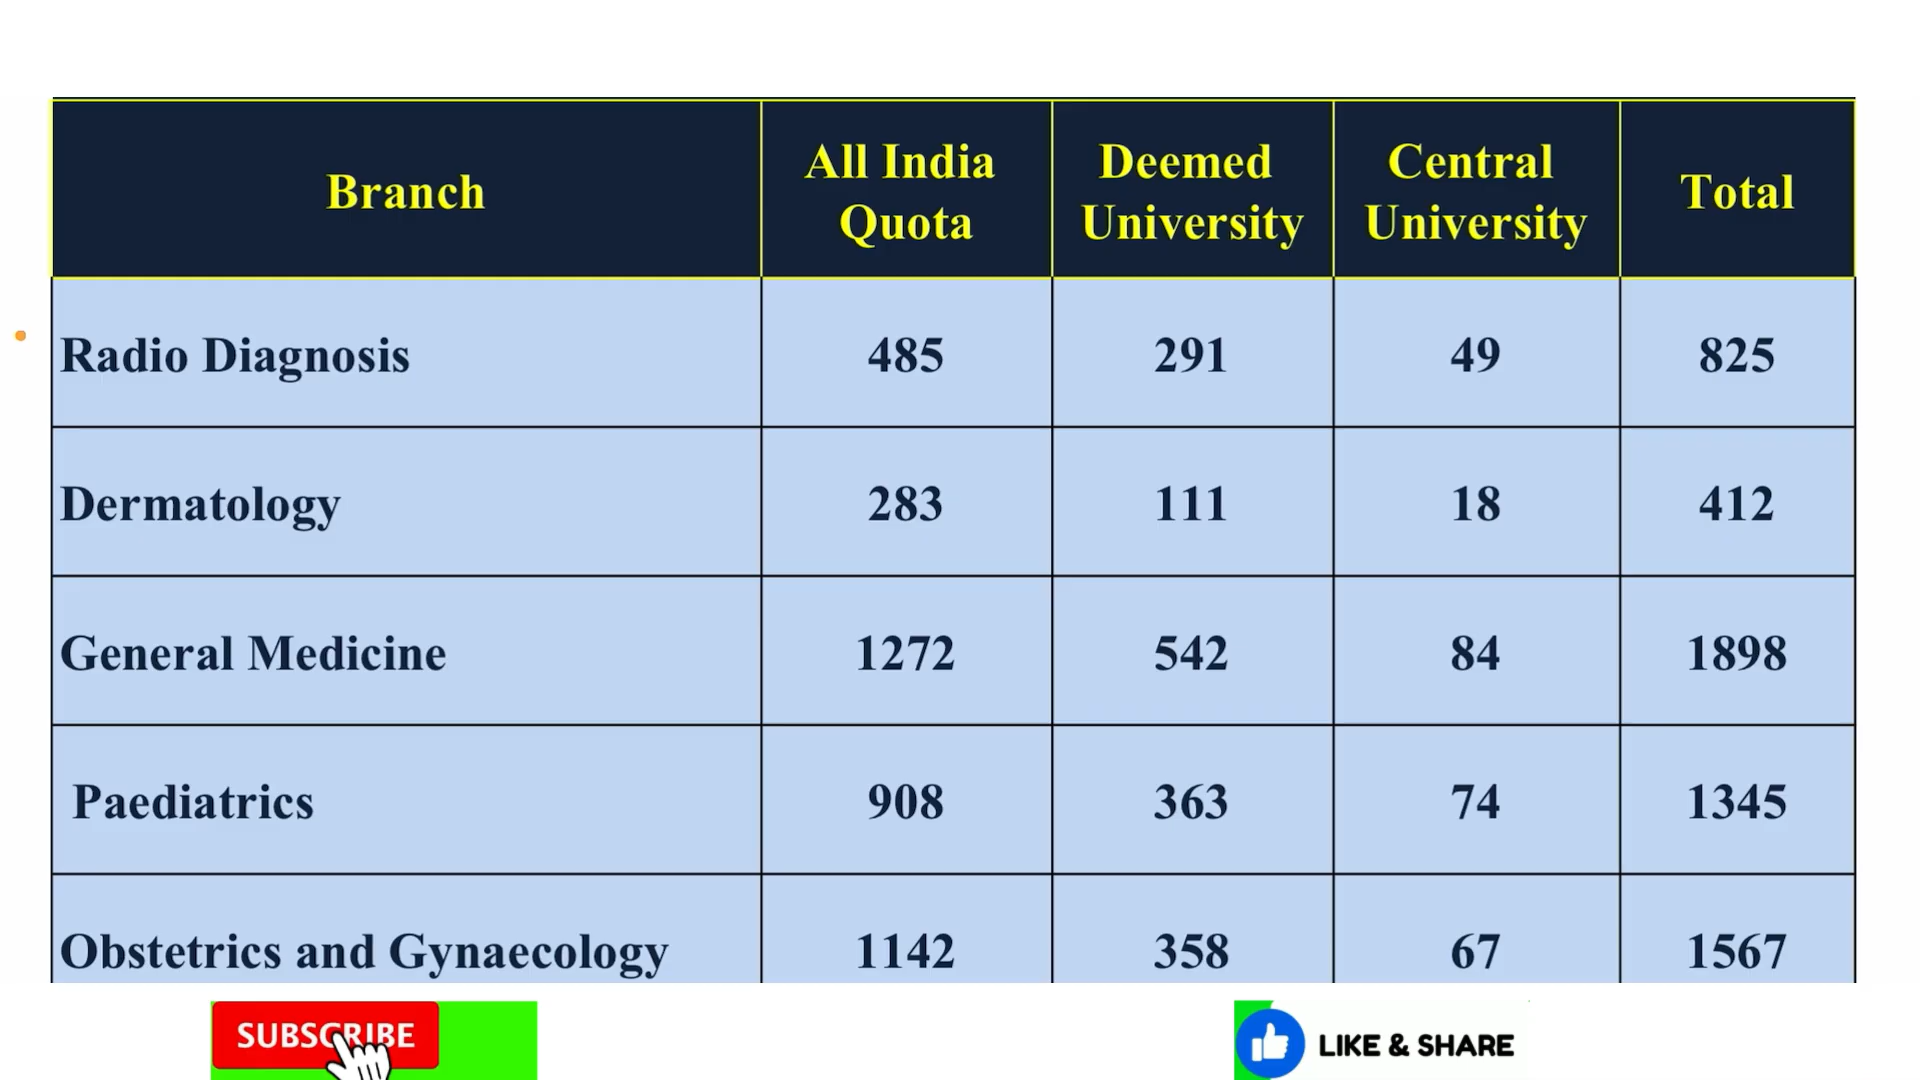 Branch All India Quota Deemed University Central University Total
Radio Diagnosis 485 291 49 825
Dermatology 283 111 18 412
General Medicine 1272 542 84 1898
Paediatrics 908 363 74 1345
Obstetrics and Gynaecology 1142 358 67 1567
SUBSCRIBE
LIKE & SHARE